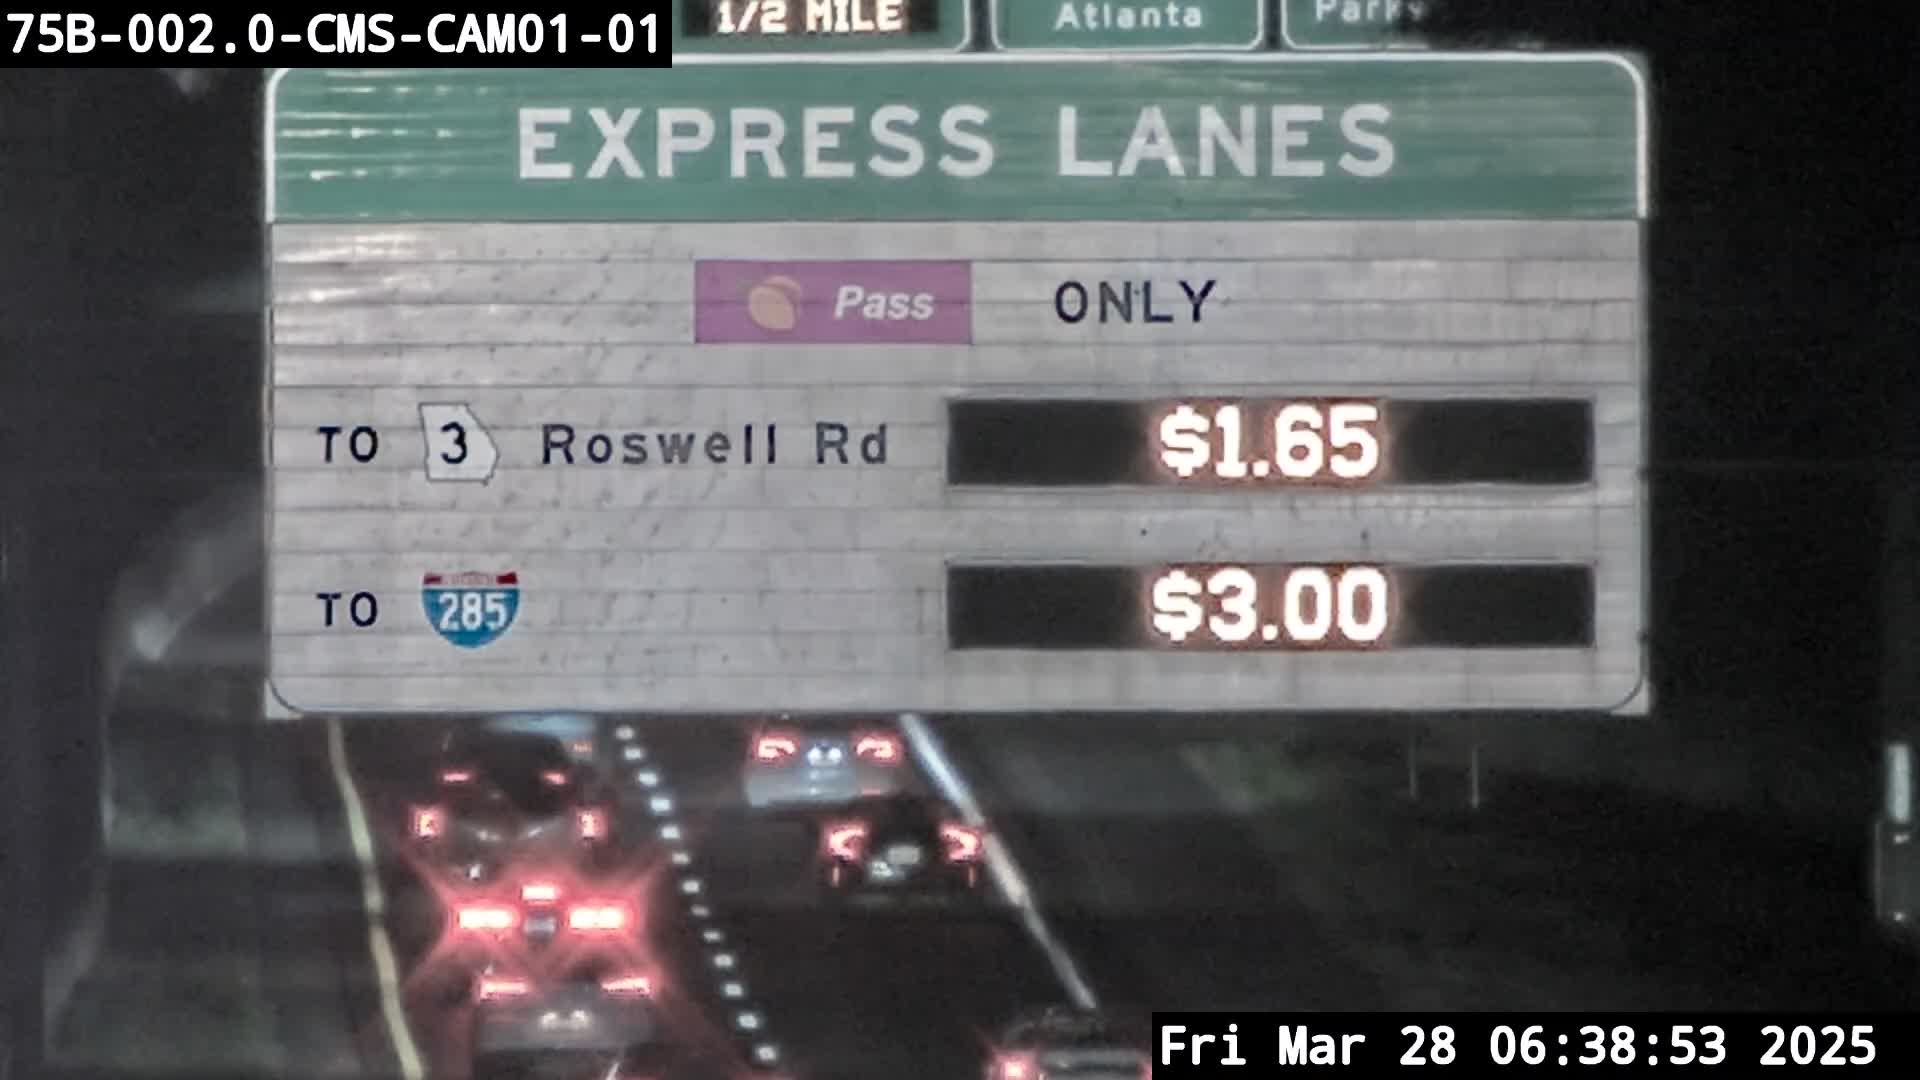 75B-002.0-CMS-CAM01-01
1/2 MILE
Atlanta
EXPRESS LANES
Pass ONLY
TO 3 Roswell Rd $1.65
TO 285 $3.00
Fri Mar 28 06:38:53 2025